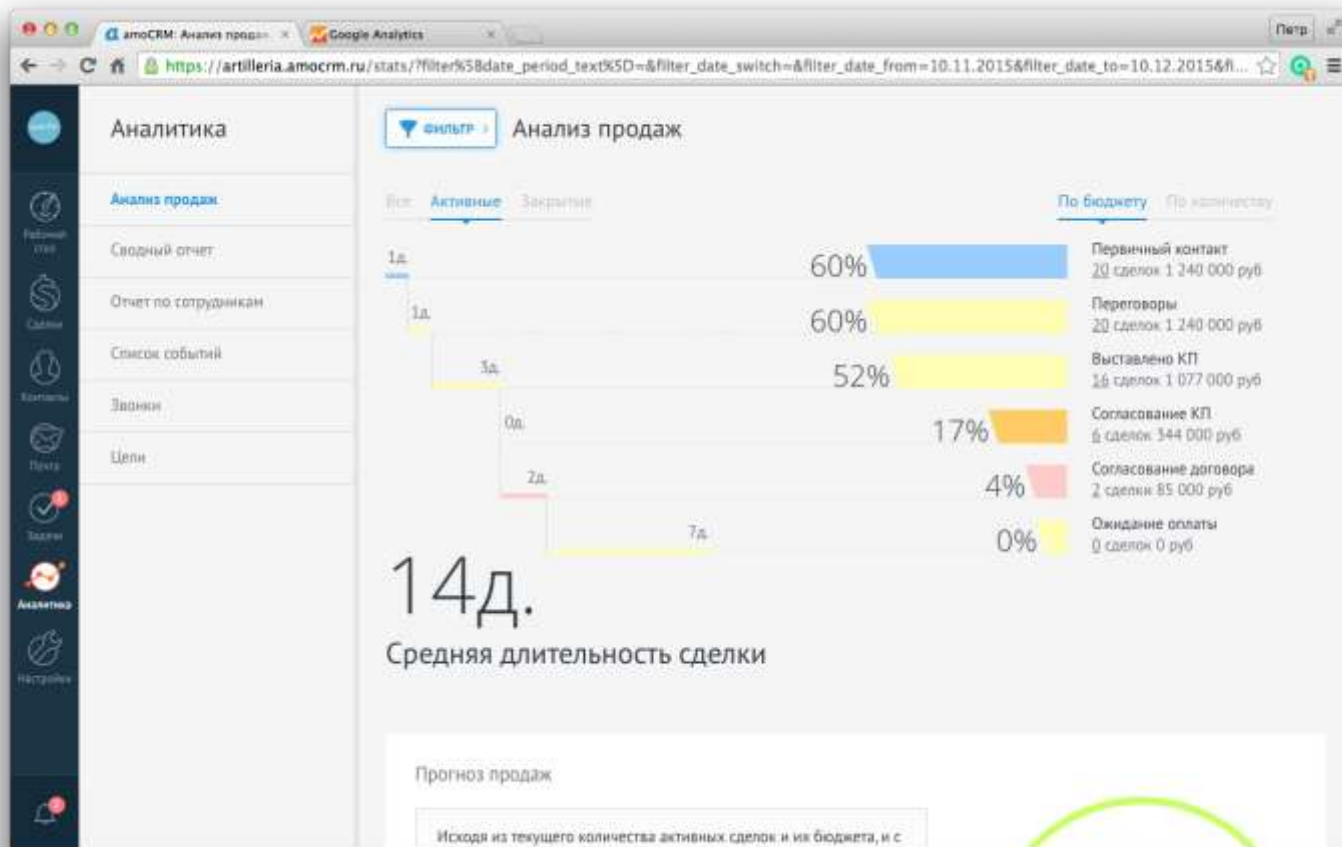 amoCRM: Анализ продаж
Google Analytics
Петр
https://artilleria.amocrm.ru/stats/?filter%5Bdate_period_text%5D=&filter_date_switch=&filter_date_from=10.11.2015&filter_date_to=10.12.2015&fi...
Аналитика
ФИЛЬТР
Анализ продаж
Рабочий
стол
Сделки
Контакты
Почта
Задачи
Аналитика
Настройки
Анализ продаж
Сводный отчет
Отчет по сотрудникам
Список событий
Звонки
Цели
Все Активные Закрытые
По бюджету По количеству
1д.
60%
Первичный контакт
20 сделок 1 240 000 руб
1д.
60%
Переговоры
20 сделок 1 240 000 руб
3д.
52%
Выставлено КП
16 сделок 1 077 000 руб
0д.
17%
Согласование КП
6 сделок 344 000 руб
2д.
4%
Согласование договора
2 сделки 85 000 руб
7д.
0%
Ожидание оплаты
0 сделок 0 руб
14д.
Средняя длительность сделки
Прогноз продаж
Исходя из текущего количества активных сделок и их бюджета, и с